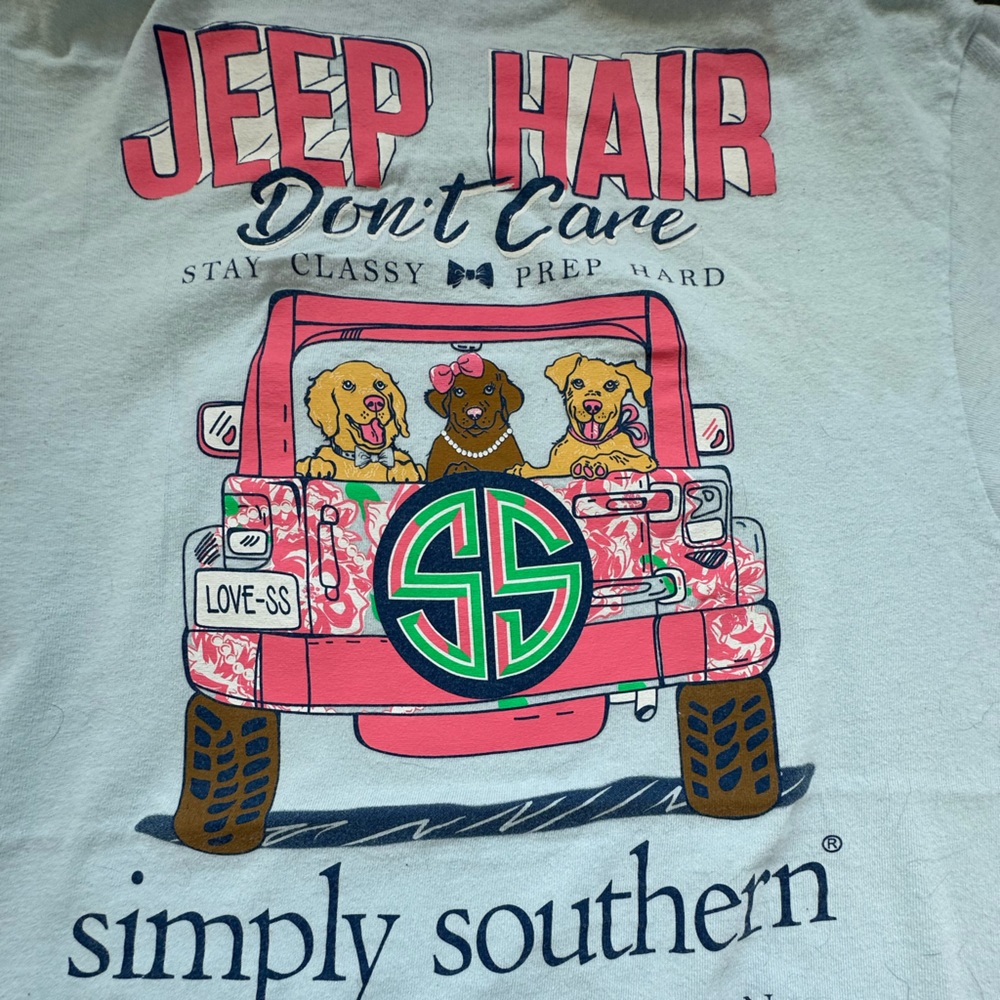 JEEP HAIR
Don't Care
STAY CLASSY PREP HARD
SS
LOVE-SS
simply southern®